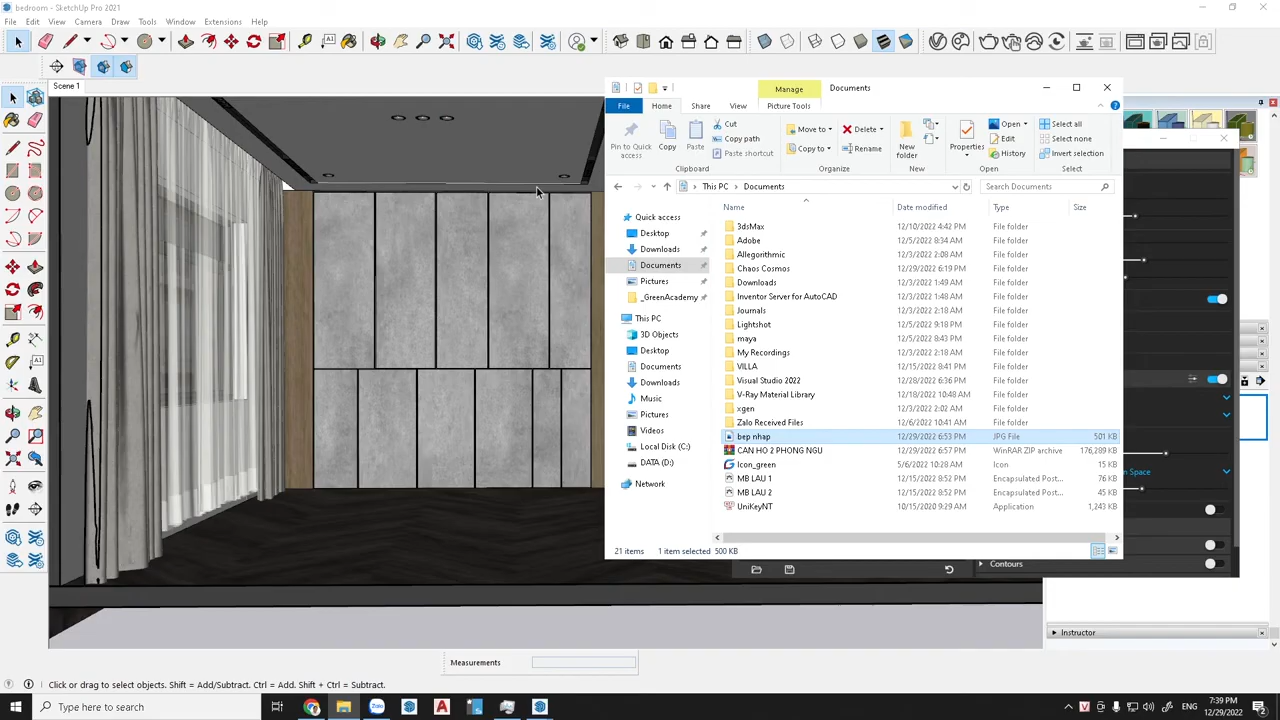 bedroom - SketchUp Pro 2021
File Edit View Camera Draw Tools Window Extensions Help
Scene 1
Manage
Documents
File Home Share View Picture Tools
Pin to Quick access
Copy
Paste
Cut
Copy path
Paste shortcut
Clipboard
Move to
Copy to
Delete
Rename
Organize
New folder
New
Properties
Open
Edit
History
Open
Select all
Select none
Invert selection
Select
This PC Documents
Search Documents
Name Date modified Type Size
Quick access
Desktop
Downloads
Documents
Pictures
_GreenAcademy
This PC
3D Objects
Desktop
Documents
Downloads
Music
Pictures
Videos
Local Disk (C:)
DATA (D:)
Network
3dsMax 12/10/2022 4:42 PM File folder
Adobe 12/5/2022 8:34 AM File folder
Allegorithmic 12/3/2022 2:08 AM File folder
Chaos Cosmos 12/29/2022 6:19 PM File folder
Downloads 12/3/2022 1:49 AM File folder
Inventor Server for AutoCAD 12/3/2022 1:48 AM File folder
Journals 12/3/2022 2:18 AM File folder
Lightshot 12/5/2022 9:18 PM File folder
maya 12/5/2022 8:43 PM File folder
My Recordings 12/3/2022 2:18 AM File folder
VILLA 12/15/2022 8:41 PM File folder
Visual Studio 2022 12/28/2022 6:36 PM File folder
V-Ray Material Library 12/18/2022 10:48 AM File folder
xgen 12/3/2022 2:02 AM File folder
Zalo Received Files 12/6/2022 10:41 AM File folder
bep nhap 12/29/2022 6:53 PM JPG File 501 KB
CAN HO 2 PHONG NGU 12/29/2022 6:57 PM WinRAR ZIP archive 176,289 KB
Icon_green 5/6/2022 10:28 AM Icon 15 KB
MB LAU 1 12/15/2022 8:52 PM Encapsulated Post... 76 KB
MB LAU 2 12/15/2022 8:52 PM Encapsulated Post... 45 KB
UniKeyNT 10/15/2020 9:29 AM Application 1,243 KB
21 items 1 item selected 500 KB
n Space
Contours
Instructor
Measurements
Click or drag to select objects. Shift = Add/Subtract. Ctrl = Add. Shift + Ctrl = Subtract.
Type here to search
ENG
7:39 PM
12/29/2022